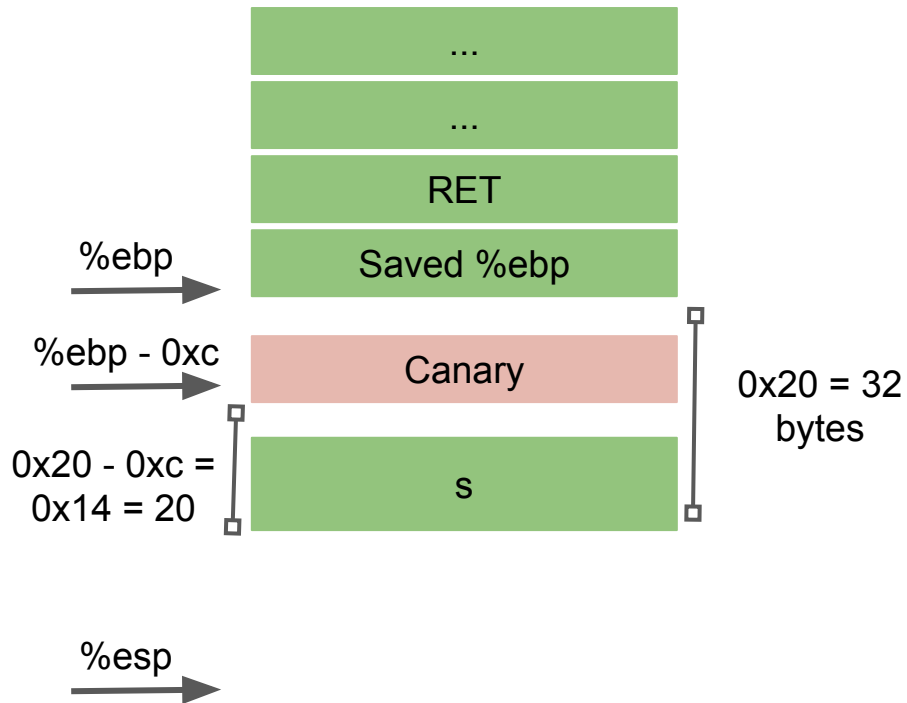 ...
...
RET
%ebp
Saved %ebp
%ebp - 0xc
Canary
0x20 = 32
bytes
0x20 - 0xc =
0x14 = 20
s
%esp